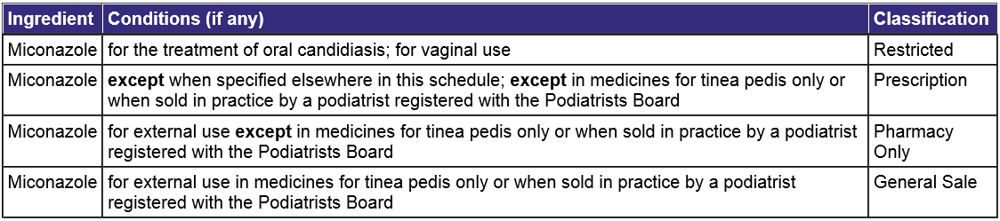 Ingredient Conditions (if any) Classification
Miconazole for the treatment of oral candidiasis; for vaginal use Restricted
Miconazole except when specified elsewhere in this schedule; except in medicines for tinea pedis only or Prescription
when sold in practice by a podiatrist registered with the Podiatrists Board
Miconazole for external use except in medicines for tinea pedis only or when sold in practice by a podiatrist Pharmacy
registered with the Podiatrists Board Only
Miconazole for external use in medicines for tinea pedis only or when sold in practice by a podiatrist General Sale
registered with the Podiatrists Board